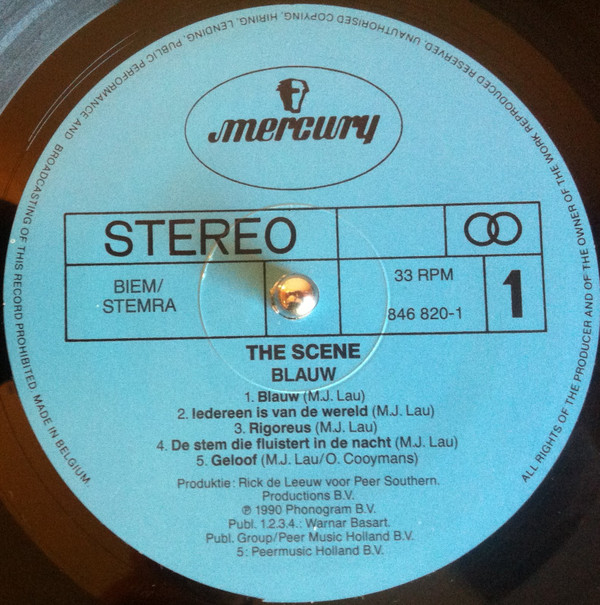 mercury
STEREO
BIEM/
STEMRA
33 RPM
846 820-1
1
THE SCENE
BLAUW
1. Blauw (M.J. Lau)
2. Iedereen is van de wereld (M.J. Lau)
3. Rigoreus (M.J. Lau)
4. De stem die fluistert in de nacht (M.J. Lau)
5. Geloof (M.J. Lau/O. Cooymans)
Produktie: Rick de Leeuw voor Peer Southern.
Productions B.V.
℗ 1990 Phonogram B.V.
Publ. 1.2.3.4.: Warnar Basart.
Publ. Group/Peer Music Holland B.V.
5: Peermusic Holland B.V.
ALL RIGHTS OF THE PRODUCER AND OF THE OWNER OF THE WORK REPRODUCED RESERVED. UNAUTHORISED COPYING, HIRING, LENDING, PUBLIC PERFORMANCE AND BROADCASTING OF THIS RECORD PROHIBITED. MADE IN BELGIUM.